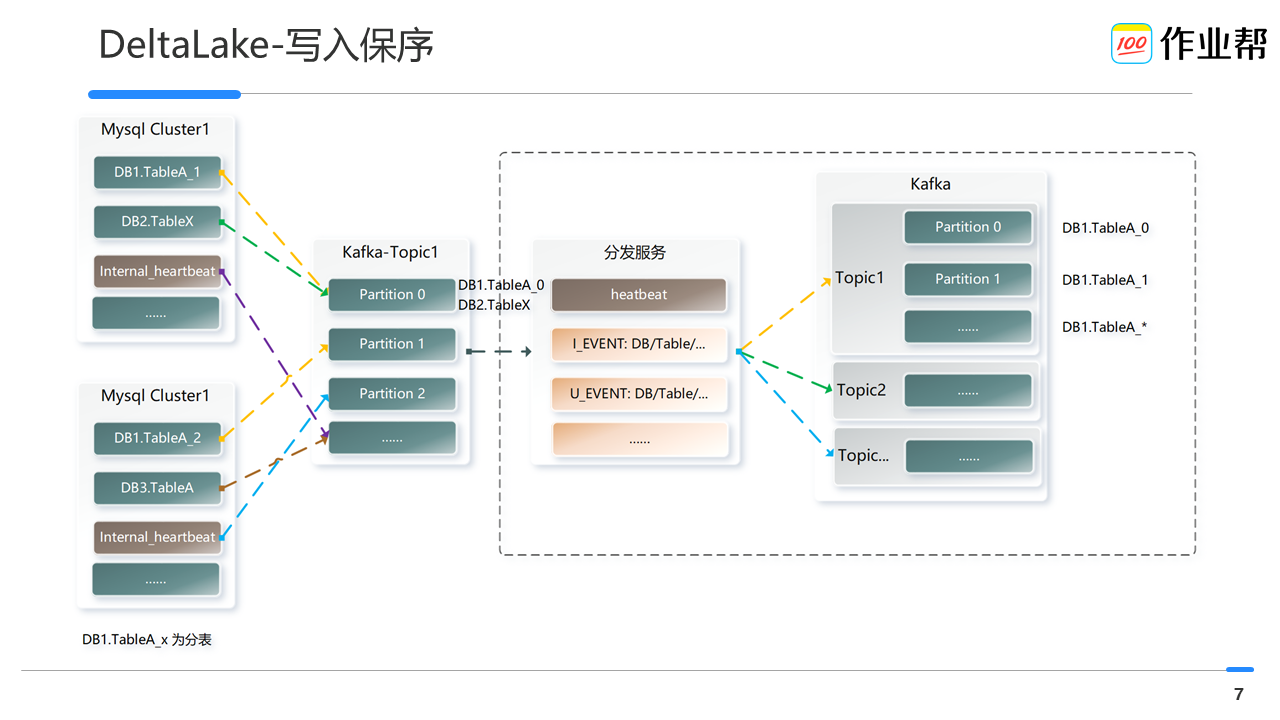 DeltaLake-写入保序
100 作业帮
Mysql Cluster1
DB1.TableA_1
DB2.TableX
Internal_heartbeat
......
Mysql Cluster1
DB1.TableA_2
DB3.TableA
Internal_heartbeat
......
DB1.TableA_x 为分表
Kafka-Topic1
Partition 0
DB1.TableA_0
DB2.TableX
Partition 1
Partition 2
......
分发服务
heatbeat
I_EVENT: DB/Table/...
U_EVENT: DB/Table/...
......
Kafka
Topic1
Partition 0
DB1.TableA_0
Partition 1
DB1.TableA_1
......
DB1.TableA_*
Topic2
......
Topic...
......
7